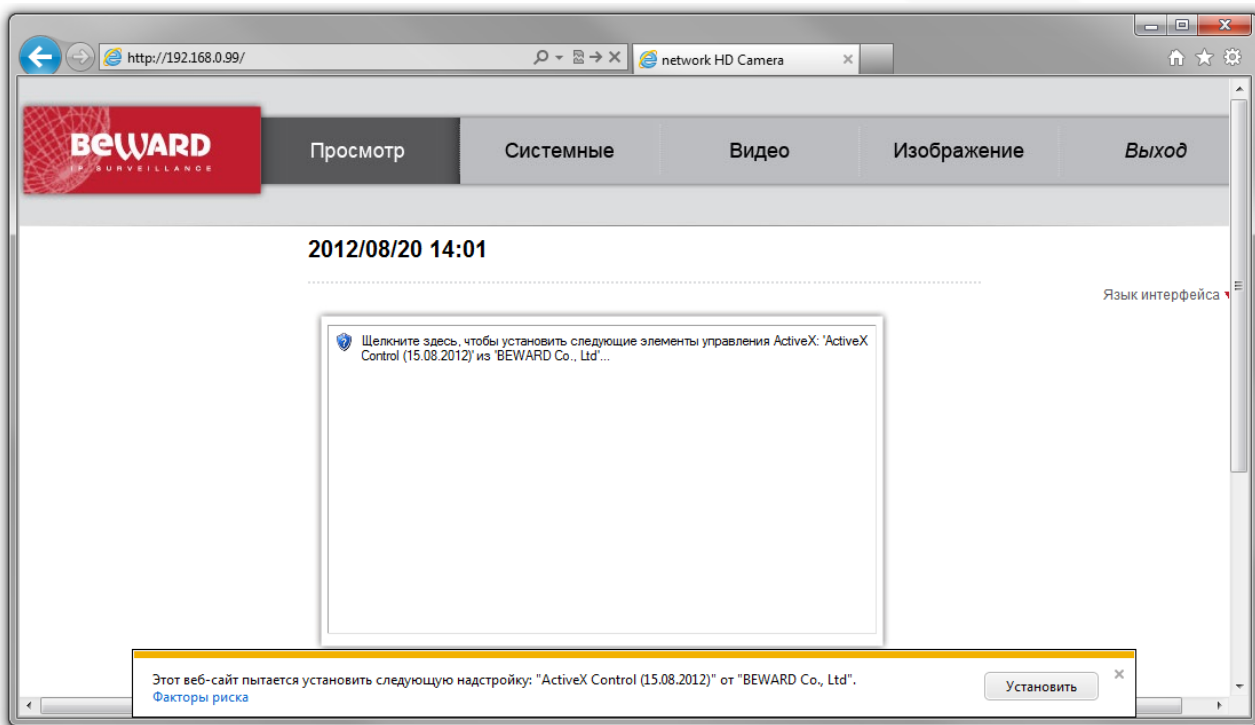 http://192.168.0.99/
network HD Camera
BEWARD
IP SURVEILLANCE
Просмотр
Системные
Видео
Изображение
Выход
2012/08/20 14:01
Язык интерфейса
Щелкните здесь, чтобы установить следующие элементы управления ActiveX: 'ActiveX
Control (15.08.2012)' из 'BEWARD Co., Ltd'...
Этот веб-сайт пытается установить следующую надстройку: "ActiveX Control (15.08.2012)" от "BEWARD Co., Ltd".
Факторы риска
Установить